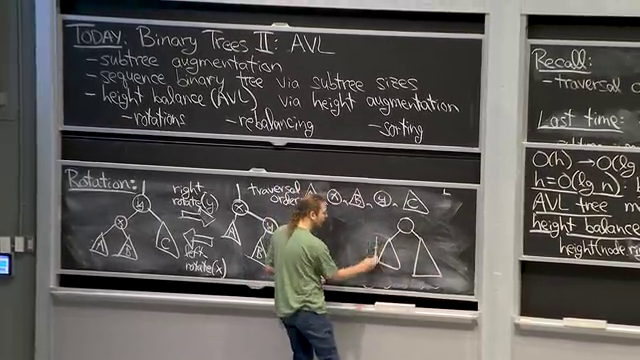 TODAY: Binary Trees II: AVL
- subtree augmentation
- sequence binary tree via subtree sizes
- height balance (AVL) via height augmentation
- rotations - rebalancing - sorting
Recall:
- traversal
Last time:
Rotation:
right
rotate(y)
left
rotate(x)
y
x
A
B
C
x
y
A
B
traversal
order:
A x B y C
O(h) → O(lg
h = O(lg n):
AVL tree
height balance
height(node.